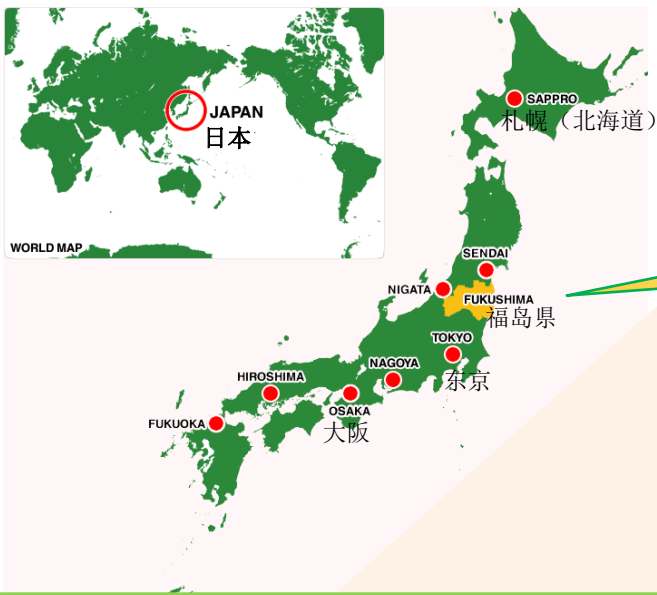 JAPAN
日本
WORLD MAP
SAPPRO
札幌（北海道）
SENDAI
NIGATA
FUKUSHIMA
福岛県
TOKYO
东京
NAGOYA
HIROSHIMA
OSAKA
大阪
FUKUOKA